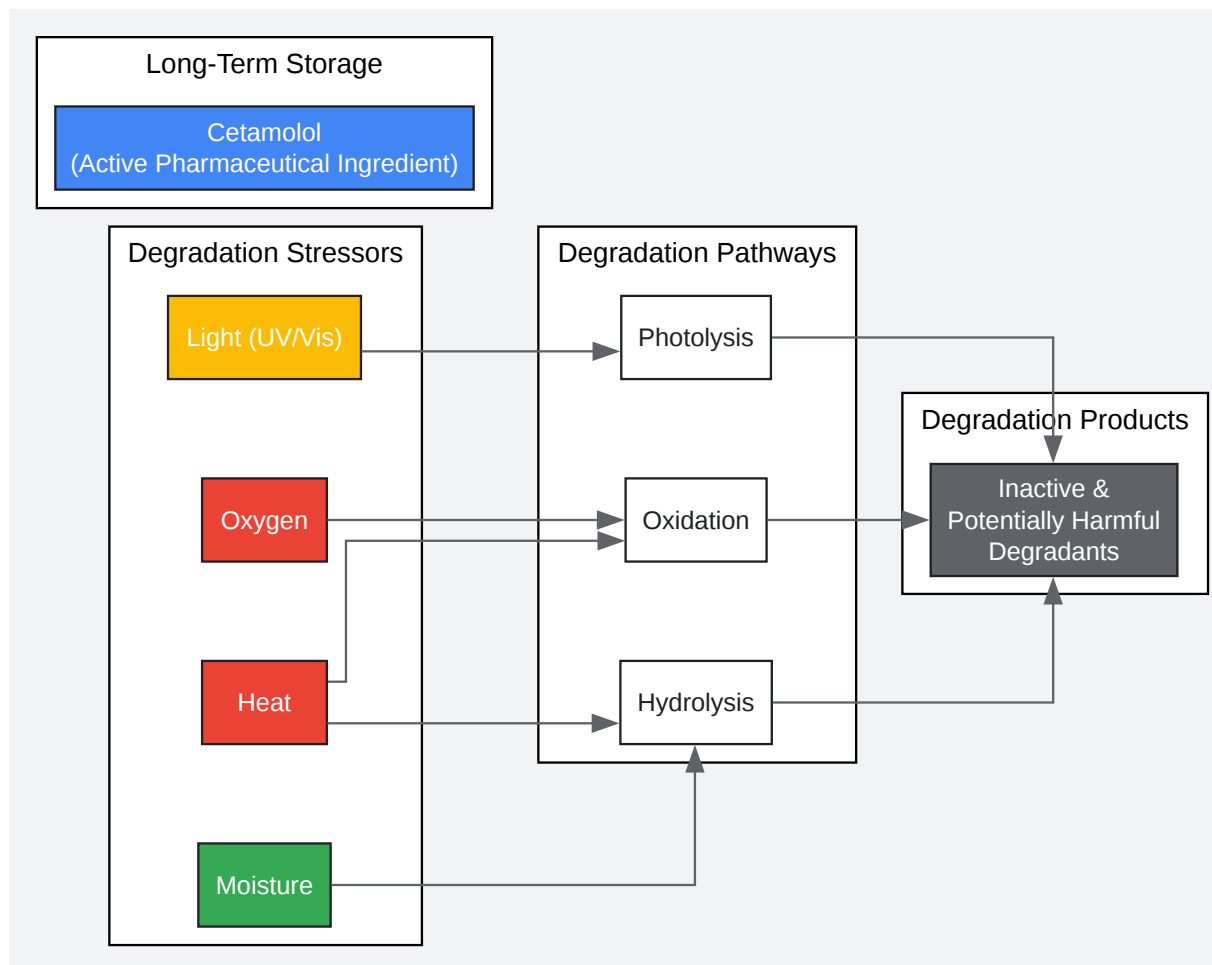 Long-Term Storage
Cetamolol
(Active Pharmaceutical Ingredient)
Degradation Stressors
Light (UV/Vis)
Oxygen
Heat
Moisture
Degradation Pathways
Photolysis
Oxidation
Hydrolysis
Degradation Products
Inactive &
Potentially Harmful
Degradants